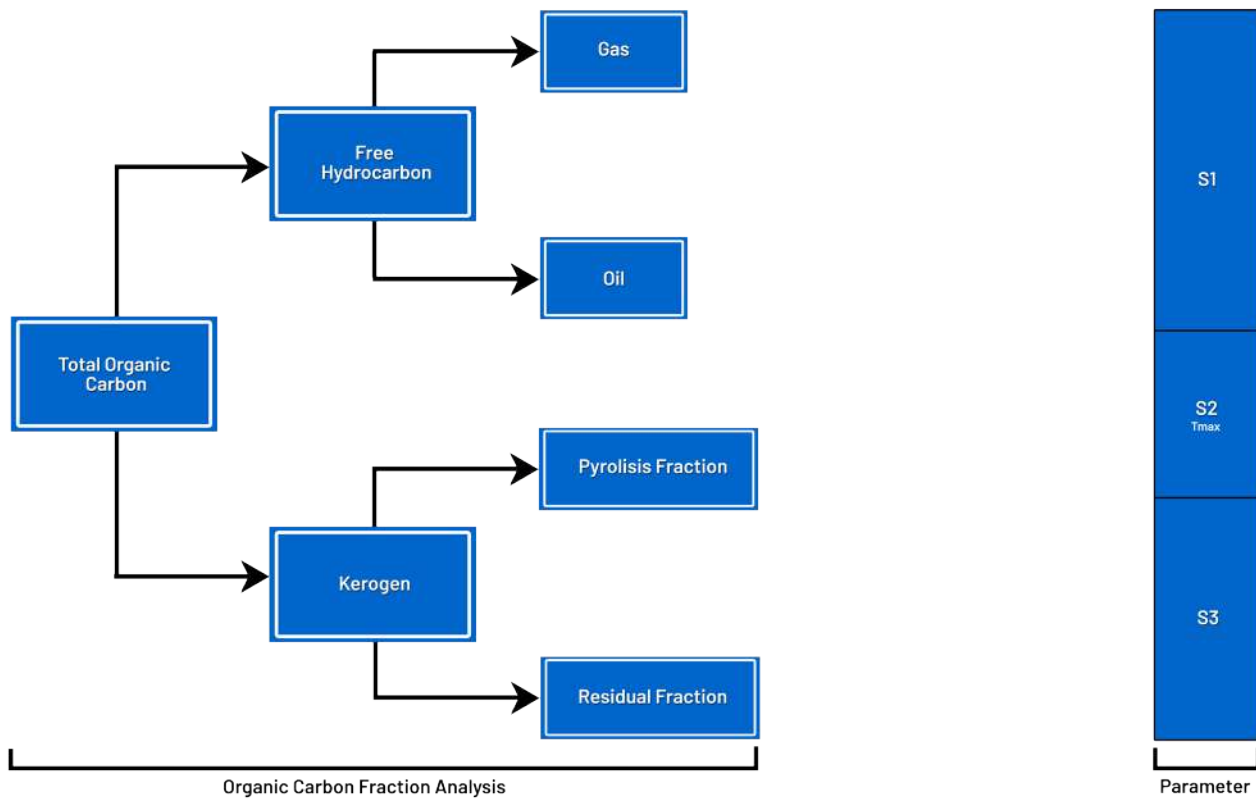 Gas
Free
Hydrocarbon
S1
Oil
Total Organic
Carbon
S2
Tmax
Pyrolisis Fraction
Kerogen
S3
Residual Fraction
Organic Carbon Fraction Analysis
Parameter